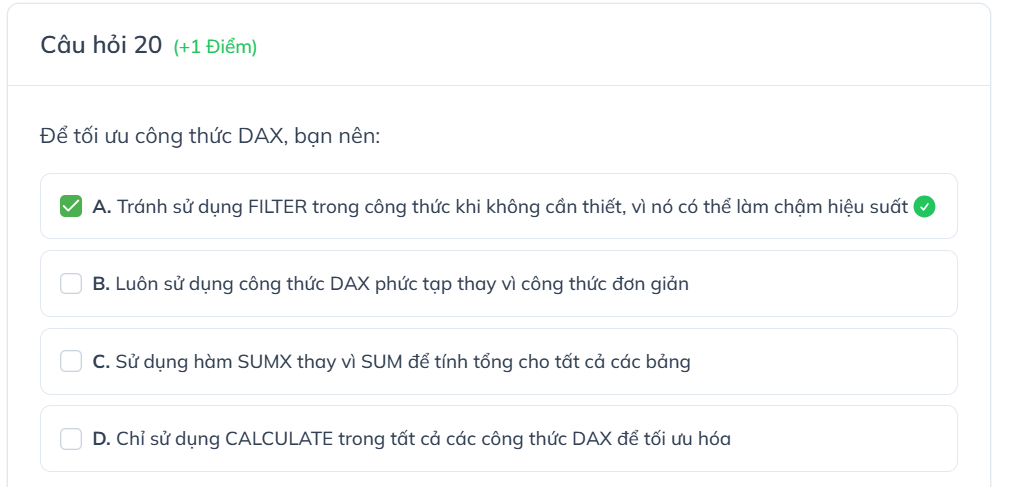 Câu hỏi 20 (+1 Điểm)
Để tối ưu công thức DAX, bạn nên:
A. Tránh sử dụng FILTER trong công thức khi không cần thiết, vì nó có thể làm chậm hiệu suất
B. Luôn sử dụng công thức DAX phức tạp thay vì công thức đơn giản
C. Sử dụng hàm SUMX thay vì SUM để tính tổng cho tất cả các bảng
D. Chỉ sử dụng CALCULATE trong tất cả các công thức DAX để tối ưu hóa